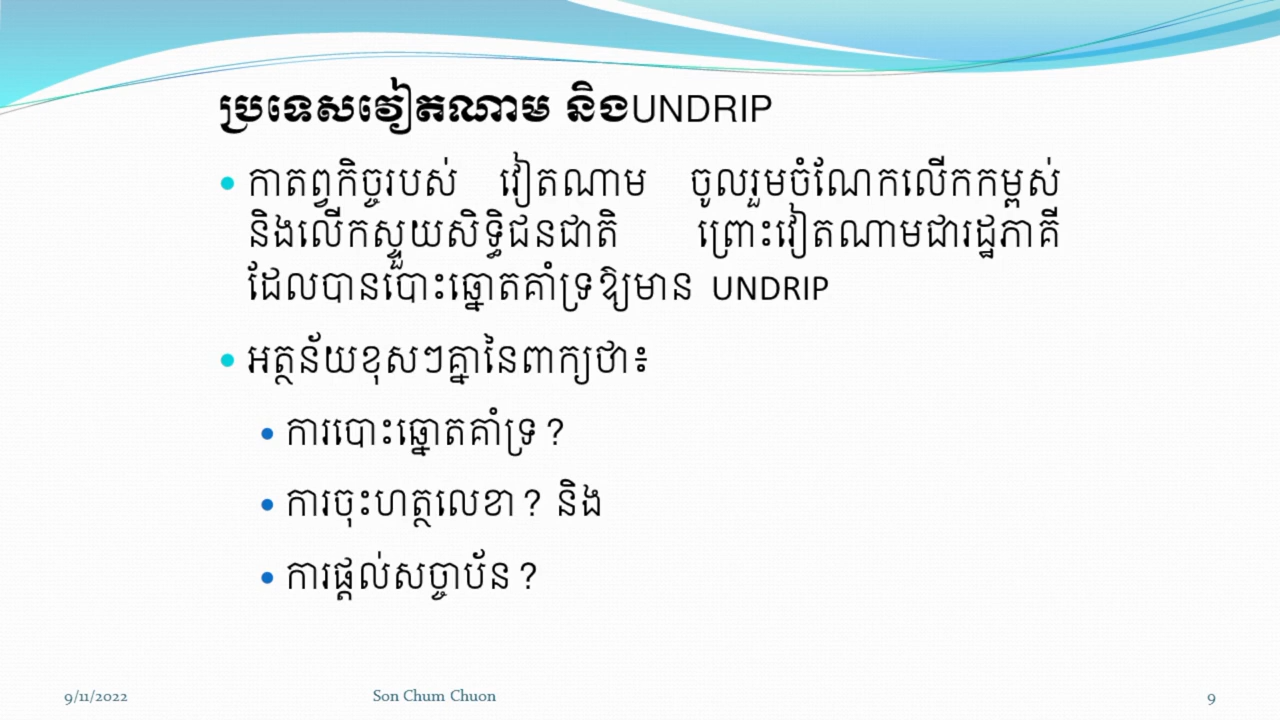 ប្រទេសវៀតណាម និងUNDRIP
• កាតព្វកិច្ចរបស់ វៀតណាម ចូលរួមចំណែកលើកកម្ពស់
និងលើកស្ទួយសិទ្ធិជនជាតិ ព្រោះវៀតណាមជារដ្ឋភាគី
ដែលបានបោះឆ្នោតគាំទ្រឱ្យមាន UNDRIP
• អត្ថន័យខុសៗគ្នានៃពាក្យថា៖
• ការបោះឆ្នោតគាំទ្រ?
• ការចុះហត្ថលេខា? និង
• ការផ្តល់សច្ចាប័ន?
9/11/2022 Son Chum Chuon 9